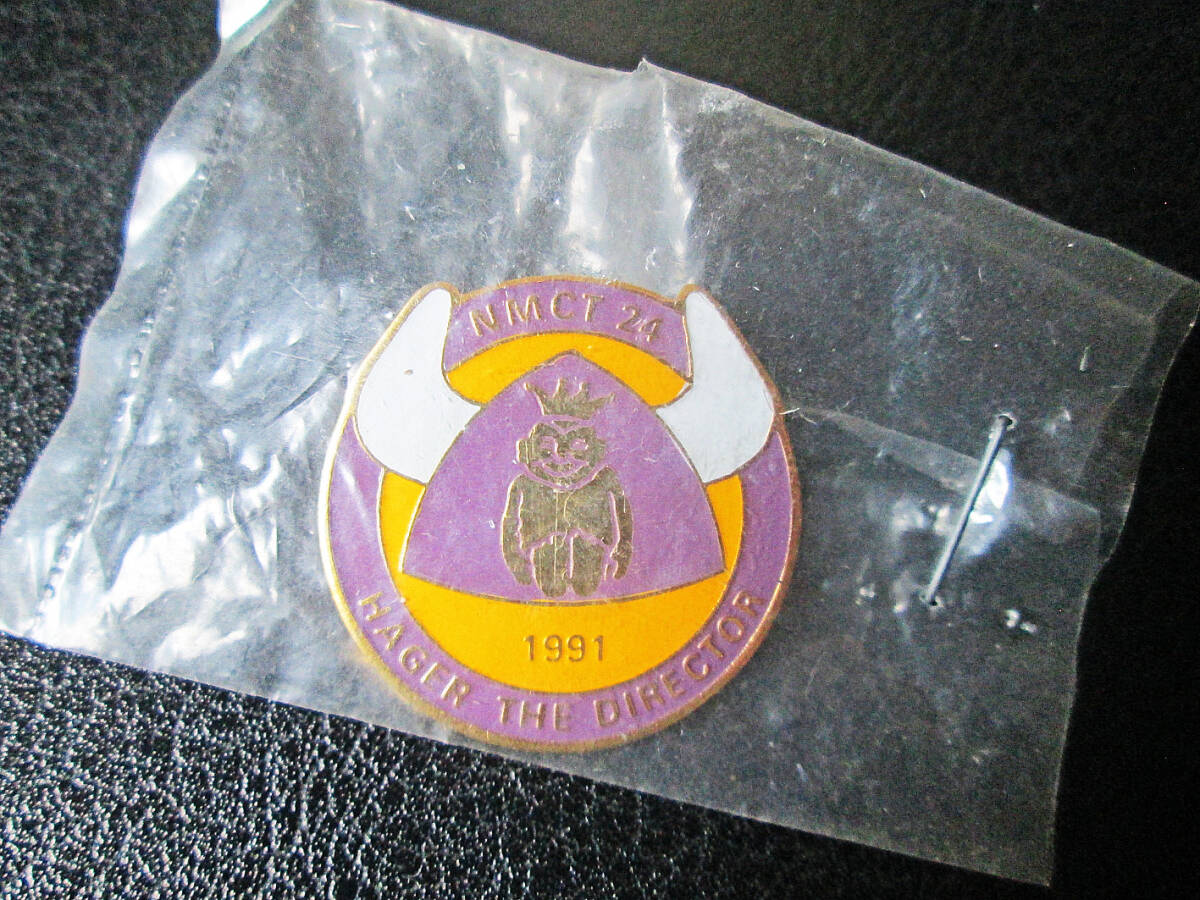 NMCT 24
1991
HAGER THE DIRECTOR